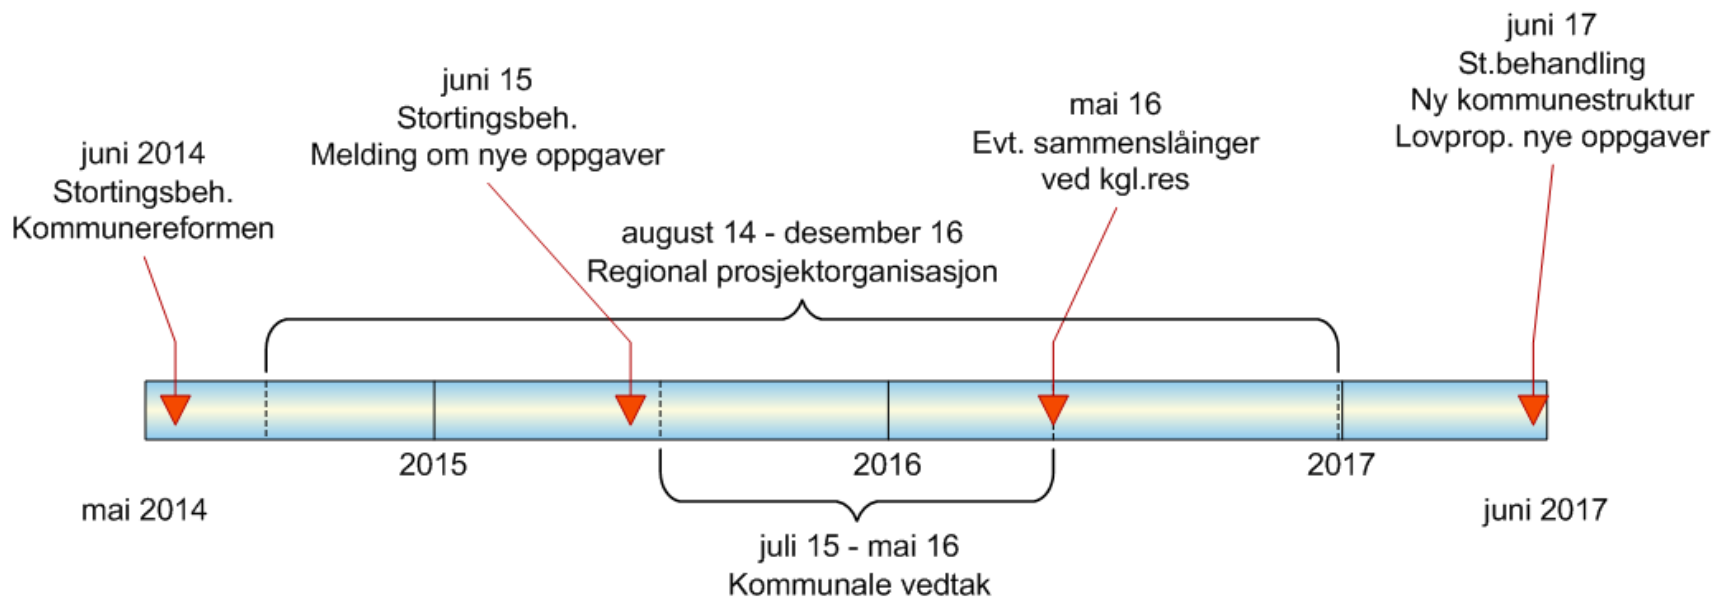 juni 2014
Stortingsbeh.
Kommunereformen
juni 15
Stortingsbeh.
Melding om nye oppgaver
august 14 - desember 16
Regional prosjektorganisasjon
mai 16
Evt. sammenslåinger
ved kgl.res
juni 17
St.behandling
Ny kommunestruktur
Lovprop. nye oppgaver
2015
2016
2017
mai 2014
juni 2017
juli 15 - mai 16
Kommunale vedtak